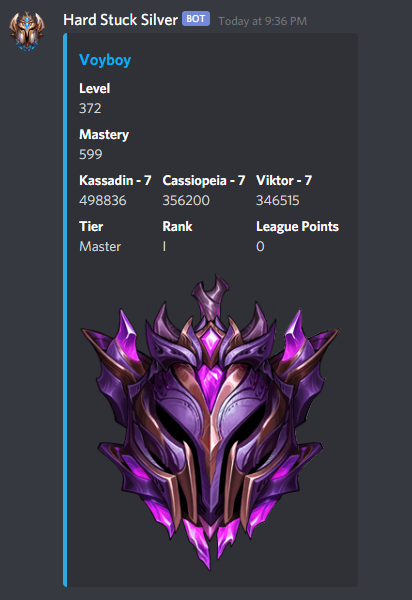 Hard Stuck Silver BOT Today at 9:36 PM
Voyboy
Level
372
Mastery
599
Kassadin - 7 Cassiopeia - 7 Viktor - 7
498836 356200 346515
Tier Rank League Points
Master I 0